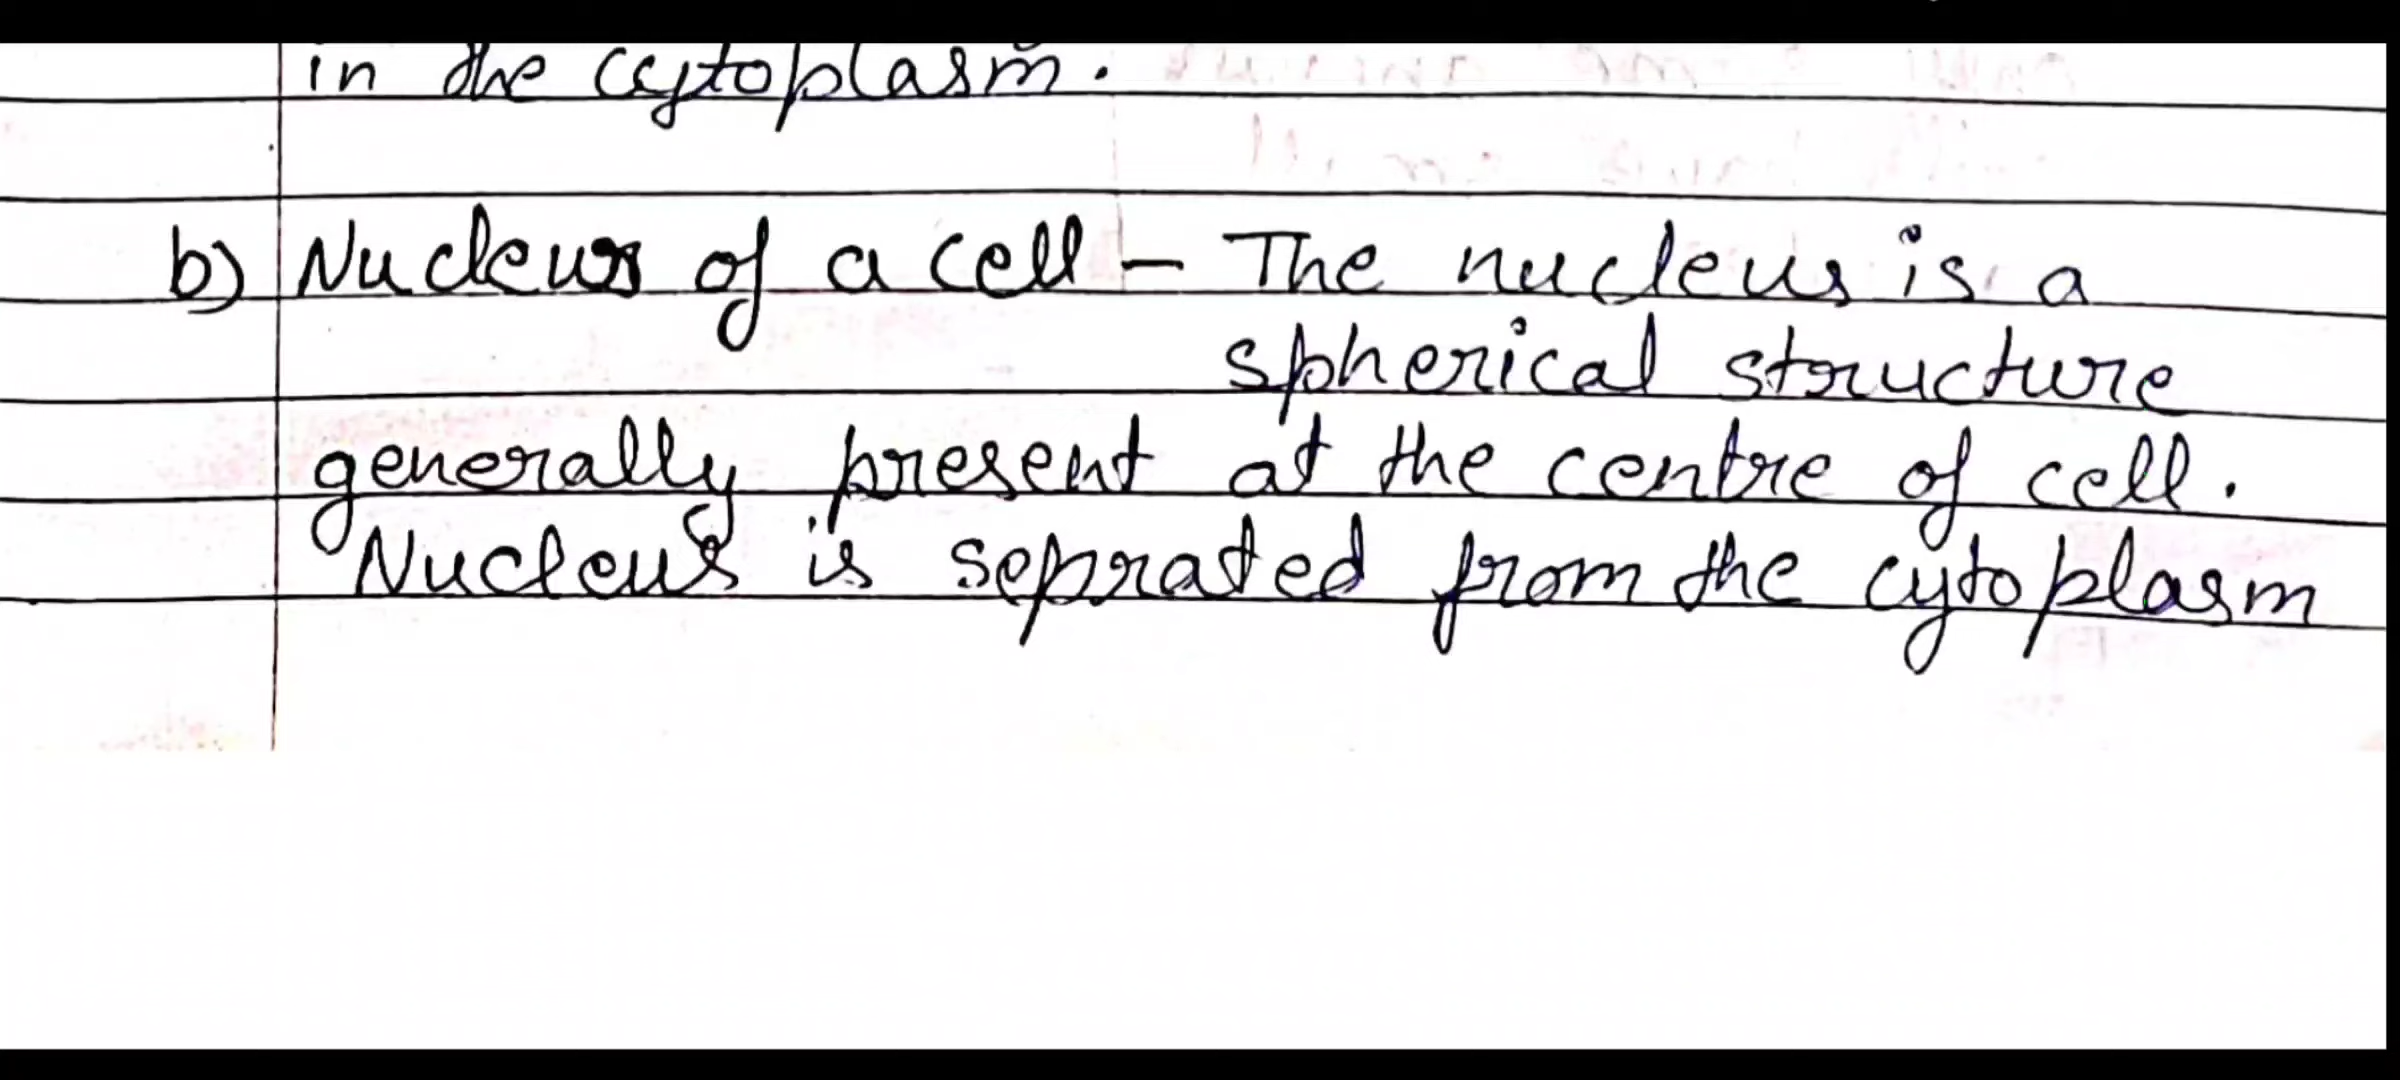 in the cytoplasm.
b) Nucleus of a cell - The nucleus is a
spherical structure
generally present at the centre of cell.
Nucleus is seprated from the cytoplasm